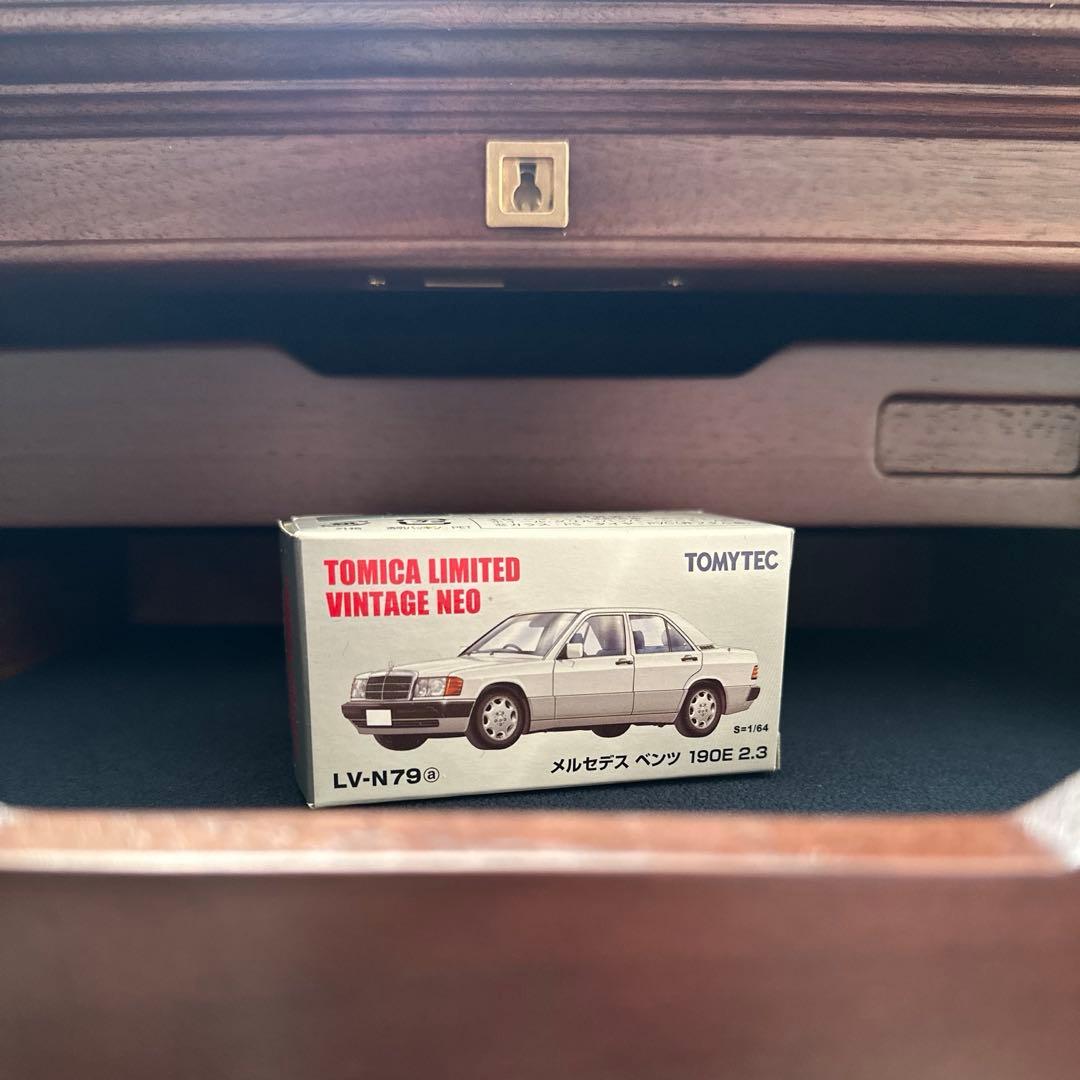 TOMICA LIMITED
VINTAGE NEO
TOMYTEC
S=1/64
LV-N79ⓐ
メルセデス ベンツ 190E 2.3